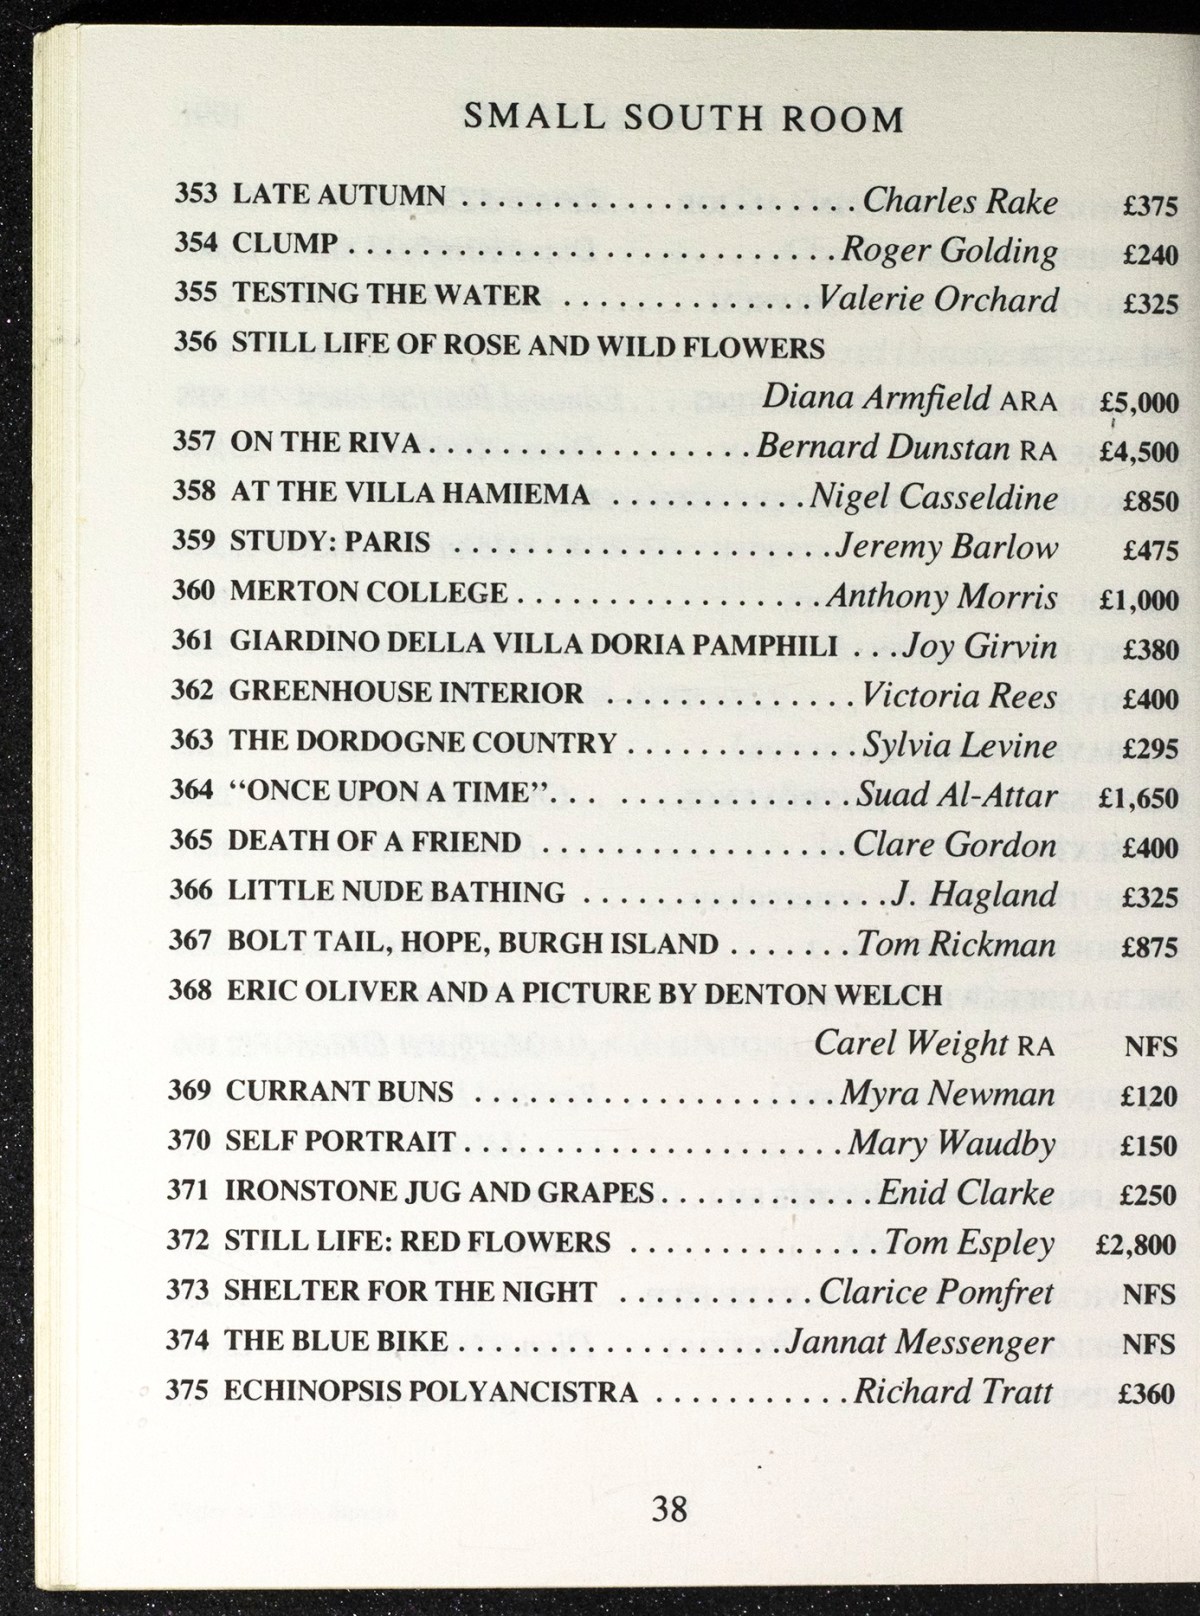 SMALL SOUTH ROOM
353 LATE AUTUMN . . . . . . . . . . . . . . . . . . . . . . Charles Rake £375
354 CLUMP . . . . . . . . . . . . . . . . . . . . . . . . . . . Roger Golding £240
355 TESTING THE WATER . . . . . . . . . . . . . . Valerie Orchard £325
356 STILL LIFE OF ROSE AND WILD FLOWERS
Diana Armfield ARA £5,000
357 ON THE RIVA . . . . . . . . . . . . . . . . . . Bernard Dunstan RA £4,500
358 AT THE VILLA HAMIEMA . . . . . . . . . . . Nigel Casseldine £850
359 STUDY: PARIS . . . . . . . . . . . . . . . . . . . . . Jeremy Barlow £475
360 MERTON COLLEGE . . . . . . . . . . . . . . . . . Anthony Morris £1,000
361 GIARDINO DELLA VILLA DORIA PAMPHILI . . . Joy Girvin £380
362 GREENHOUSE INTERIOR . . . . . . . . . . . . . . Victoria Rees £400
363 THE DORDOGNE COUNTRY . . . . . . . . . . . . . Sylvia Levine £295
364 “ONCE UPON A TIME”. . . . . . . . . . . . . . . Suad Al-Attar £1,650
365 DEATH OF A FRIEND . . . . . . . . . . . . . . . . . Clare Gordon £400
366 LITTLE NUDE BATHING . . . . . . . . . . . . . . . . . J. Hagland £325
367 BOLT TAIL, HOPE, BURGH ISLAND . . . . . . . Tom Rickman £875
368 ERIC OLIVER AND A PICTURE BY DENTON WELCH
Carel Weight RA NFS
369 CURRANT BUNS . . . . . . . . . . . . . . . . . . . . Myra Newman £120
370 SELF PORTRAIT . . . . . . . . . . . . . . . . . . . . . Mary Waudby £150
371 IRONSTONE JUG AND GRAPES . . . . . . . . . . . . Enid Clarke £250
372 STILL LIFE: RED FLOWERS . . . . . . . . . . . . . . Tom Espley £2,800
373 SHELTER FOR THE NIGHT . . . . . . . . . . . Clarice Pomfret NFS
374 THE BLUE BIKE . . . . . . . . . . . . . . . . . . Jannat Messenger NFS
375 ECHINOPSIS POLYANCISTRA . . . . . . . . . . . Richard Tratt £360
38